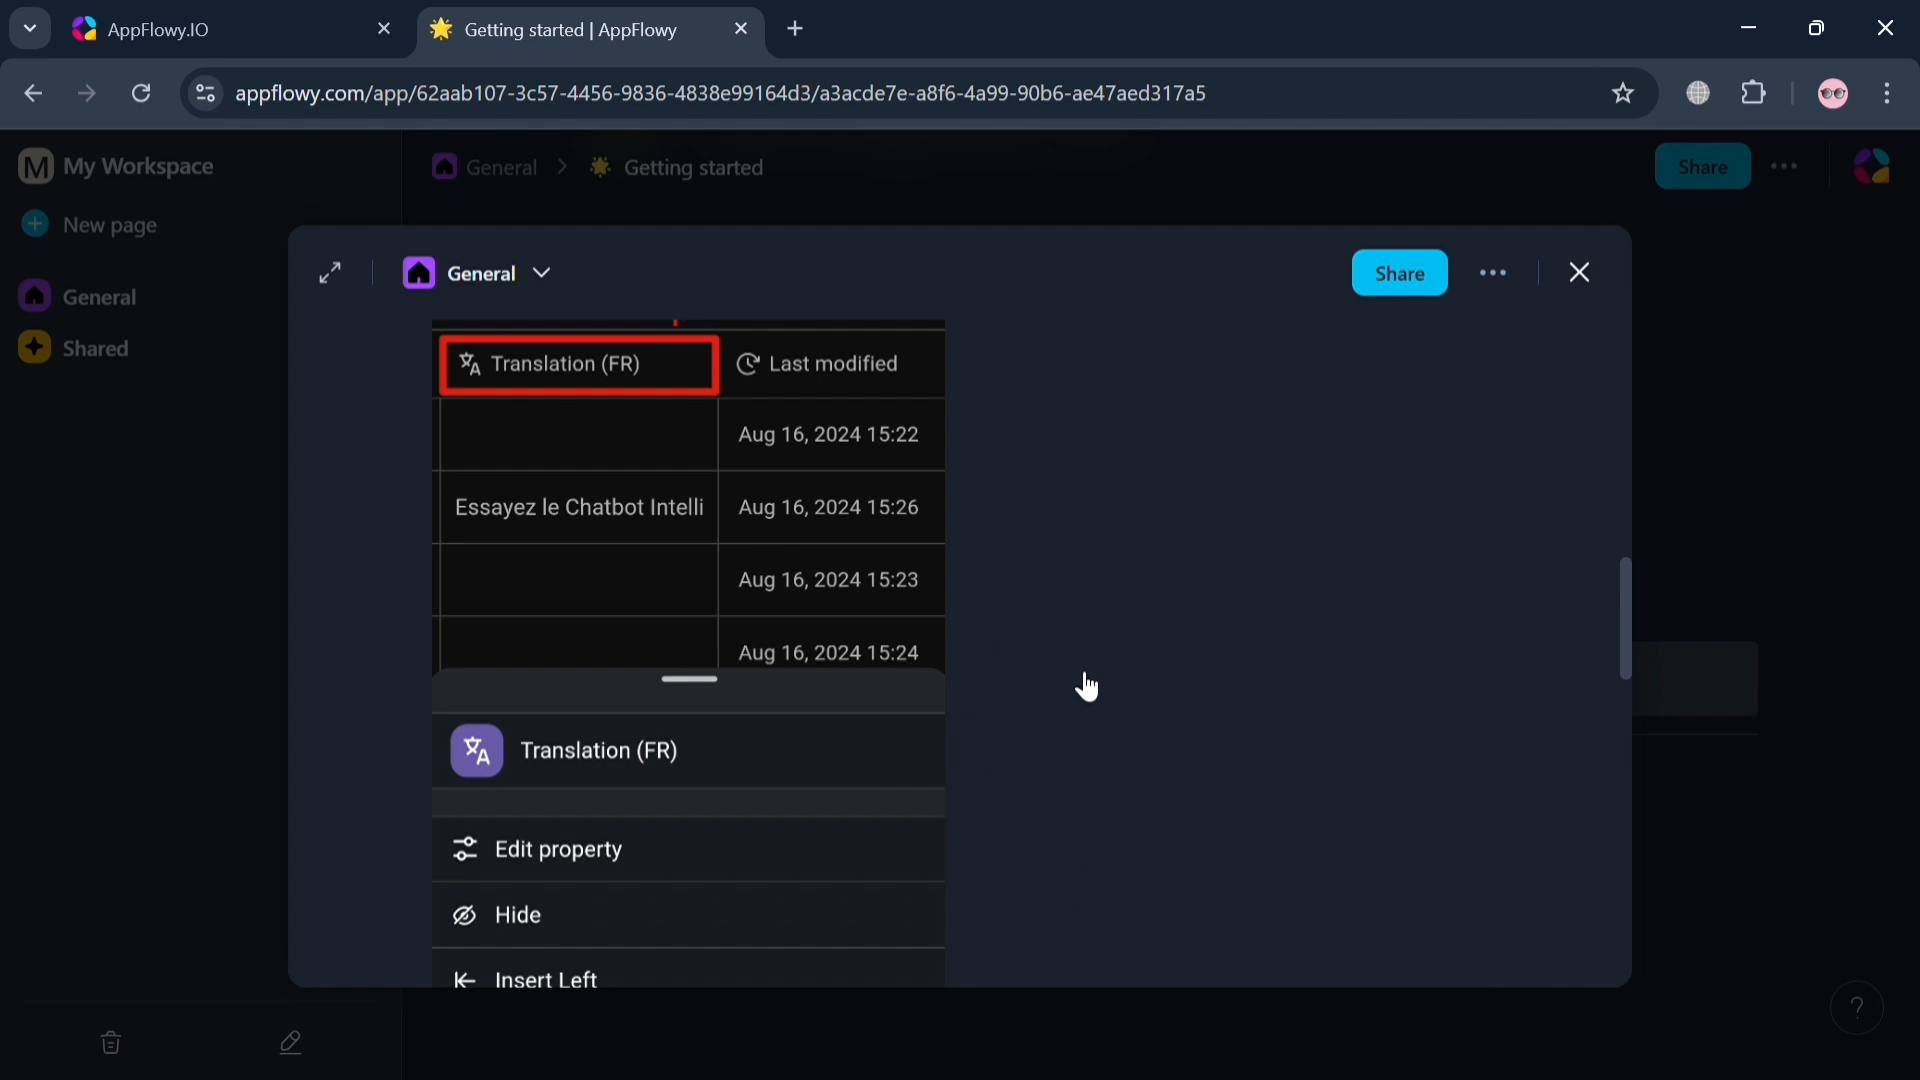 AppFlowy.IO
Getting started | AppFlowy
appflowy.com/app/62aab107-3c57-4456-9836-4838e99164d3/a3acde7e-a8f6-4a99-90b6-ae47aed317a5
M My Workspace
General
Getting started
Share
New page
General
Shared
General
Share
Translation (FR)
Last modified
Aug 16, 2024 15:22
Essayez le Chatbot Intelli
Aug 16, 2024 15:26
Aug 16, 2024 15:23
Aug 16, 2024 15:24
Translation (FR)
Edit property
Hide
Insert Left
?